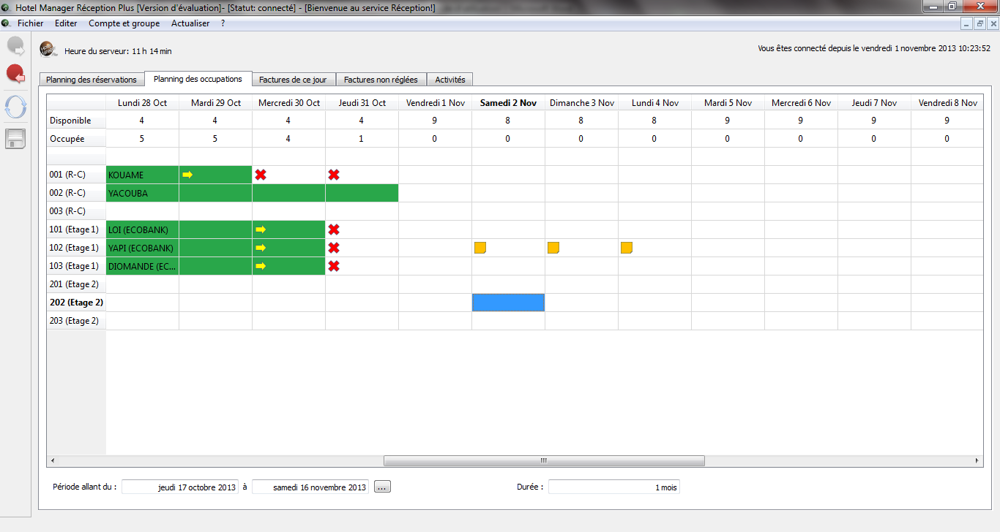 Hotel Manager Réception Plus [Version d'évaluation]- [Statut: connecté] - [Bienvenue au service Réception!]
Fichier Editer Compte et groupe Actualiser ?
Heure du serveur: 11 h 14 min
Vous êtes connecté depuis le vendredi 1 novembre 2013 10:23:52
Planning des réservations Planning des occupations Factures de ce jour Factures non réglées Activités
Lundi 28 Oct Mardi 29 Oct Mercredi 30 Oct Jeudi 31 Oct Vendredi 1 Nov Samedi 2 Nov Dimanche 3 Nov Lundi 4 Nov Mardi 5 Nov Mercredi 6 Nov Jeudi 7 Nov Vendredi 8 Nov
Disponible 4 4 4 4 9 8 8 8 9 9 9 9
Occupée 5 5 4 1 0 0 0 0 0 0 0 0
001 (R-C) KOUAME
002 (R-C) YACOUBA
003 (R-C)
101 (Etage 1) LOI (ECOBANK)
102 (Etage 1) YAPI (ECOBANK)
103 (Etage 1) DIOMANDE (EC...
201 (Etage 2)
202 (Etage 2)
203 (Etage 2)
Période allant du : jeudi 17 octobre 2013 à samedi 16 novembre 2013 ... Durée : 1 mois